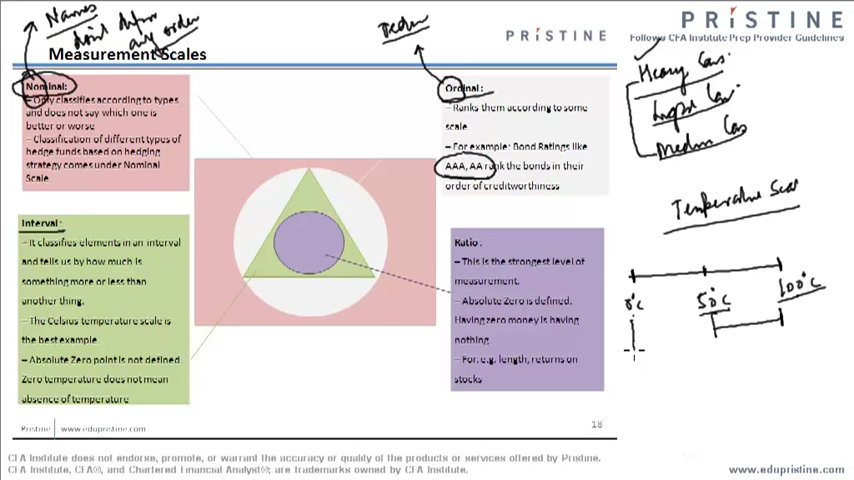 Names
don't define
any order
PRISTINE
PRISTINE
Follows CFA Institute Prep Provider Guidelines
Measurement Scales
Nominal:
– Only classifies according to types
and does not say which one is
better or worse
– Classification of different types of
hedge funds based on hedging
strategy comes under Nominal
Scale.
Ordinal:
– Ranks them according to some
scale
– For example: Bond Ratings like
AAA, AA rank the bonds in their
order of creditworthiness
Interval:
– It classifies elements in an interval
and tells us by how much is
something more or less than
another thing.
– The Celsius temperature scale is
the best example.
– Absolute Zero point is not defined.
Zero temperature does not mean
absence of temperature
Ratio:
– This is the strongest level of
measurement.
– Absolute Zero is defined.
Having zero money is having
nothing
– For. e.g. length, returns on
stocks
Heavy Cars
Medium Cars
Temperature Scale
0°C
50°C
100°C
Pristine
www.edupristine.com
18
CFA Institute does not endorse, promote, or warrant the accuracy or quality of the products or services offered by Pristine.
CFA Institute, CFA®, and Chartered Financial Analyst®; are trademarks owned by CFA Institute.
www.edupristine.com